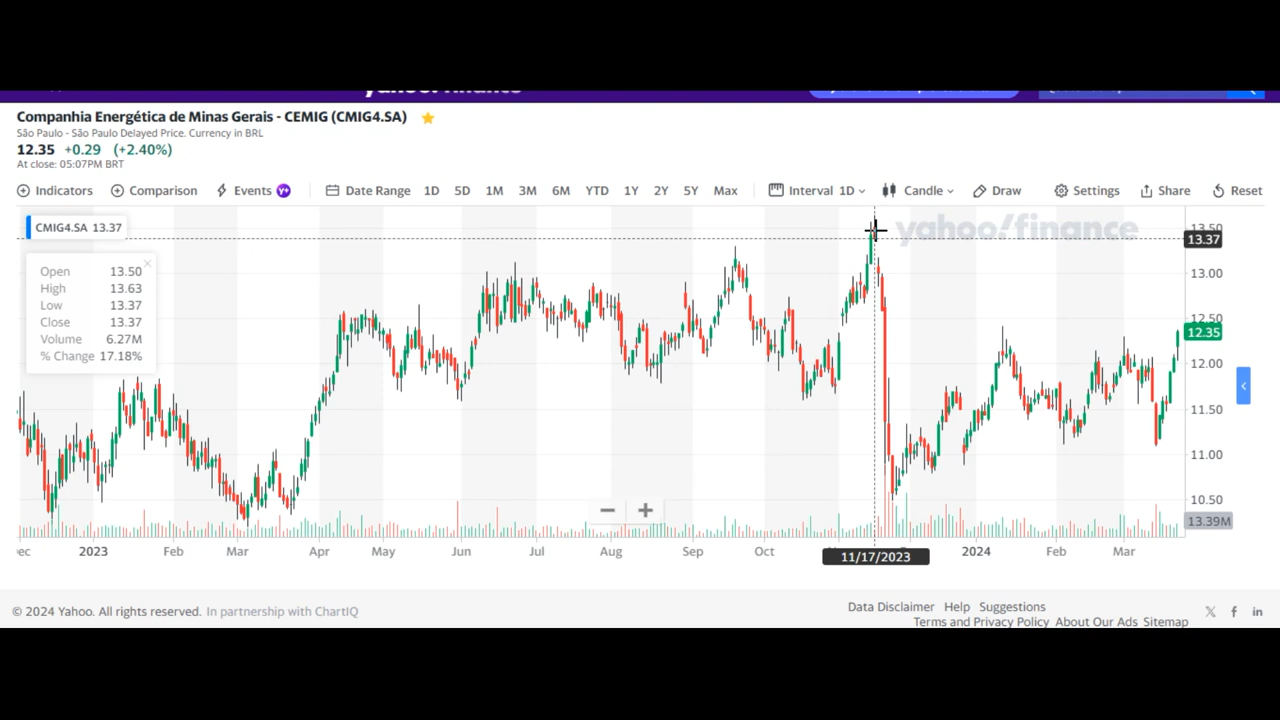 yahoo!finance
Companhia Energética de Minas Gerais - CEMIG (CMIG4.SA)
São Paulo - São Paulo Delayed Price. Currency in BRL
12.35 +0.29 (+2.40%)
At close: 05:07PM BRT
Indicators Comparison Events Y+ Date Range 1D 5D 1M 3M 6M YTD 1Y 2Y 5Y Max Interval 1D Candle Draw Settings Share Reset
CMIG4.SA 13.37
yahoo!finance
Open 13.50
High 13.63
Low 13.37
Close 13.37
Volume 6.27M
% Change 17.18%
13.50
13.37
13.00
12.50
12.35
12.00
11.50
11.00
10.50
13.39M
ec 2023 Feb Mar Apr May Jun Jul Aug Sep Oct 11/17/2023 2024 Feb Mar
© 2024 Yahoo. All rights reserved. In partnership with ChartIQ
Data Disclaimer Help Suggestions
Terms and Privacy Policy About Our Ads Sitemap